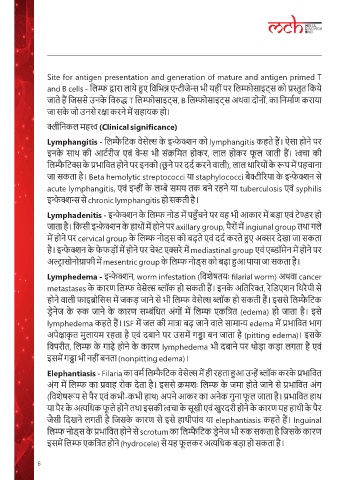 mch
Site for antigen presentation and generation of mature and antigen primed T
and B cells - लिम्फ द्वारा लाये हुए विभिन्न एन्टीजेन्स भी यहीं पर लिम्फोसाइट्स को प्रस्तुत किये
जाते हैं जिससे उनके विरुद्ध T लिम्फोसाइट्स, B लिम्फोसाइट्स अथवा दोनों, का निर्माण कराया
जा सके जो उनसे रक्षा करने में सहायक हो।
क्लीनिकल महत्व (Clinical significance)
Lymphangitis - लिम्फैटिक वेसेल्स के इन्फेक्शन को lymphangitis कहते हैं। ऐसा होने पर
इनके साथ की आर्टरीज एवं वेन्स भी संक्रमित होकर, लाल होकर फूल जाती हैं। त्वचा की
लिम्फैटिक्स के प्रभावित होने पर इनको (छूने पर दर्द करने वाली), लाल धारियों के रूप में पहचाना
जा सकता है। Beta hemolytic streptococci या staphylococci बैक्टीरिया के इन्फेक्शन से
acute lymphangitis, एवं इन्हीं के लम्बे समय तक बने रहने या tuberculosis एवं syphilis
इन्फेक्शन्स से chronic lymphangitis हो सकती है।
Lymphadenitis - इन्फेक्शन के लिम्फ नोड में पहुँचने पर वह भी आकार में बड़ा एवं टेण्डर हो
जाता है। किसी इन्फेक्शन के हाथों में होने पर axillary group, पैरों में inguinal group तथा गले
में होने पर cervical group के लिम्फ नोड्स को बढ़ते एवं दर्द करते हुए अक्सर देखा जा सकता
है। इन्फेक्शन के फेफड़ों में होने पर चेस्ट एक्सरे में mediastinal group एवं एब्डॉमिन में होने पर
अल्ट्रासोनोग्राफी में mesentric group के लिम्फ नोड्स को बढ़ा हुआ पाया जा सकता है।
Lymphedema - इन्फेक्शन, worm infestation (विशेषतयः filarial worm) अथवा cancer
metastases के कारण लिम्फ वेसेल्स ब्लॉक हो सकती हैं। इनके अतिरिक्त, रेडिएशन थिरैपी से
होने वाली फाइब्रोसिस में जकड़ जाने से भी लिम्फ वेसेल्स ब्लॉक हो सकती हैं। इससे लिम्फैटिक
ड्रेनेज के रुक जाने के कारण सम्बंधित अंगों में लिम्फ एकत्रित (edema) हो जाता है। इसे
lymphedema कहते हैं। ISF में जल की मात्रा बढ़ जाने वाले सामान्य edema में प्रभावित भाग
अपेक्षाकृत मुलायम रहता है एवं दबाने पर उसमें गड्ढा बन जाता है (pitting edema)। इसके
विपरीत, लिम्फ के गाढ़े होने के कारण lymphedema भी दबाने पर थोड़ा कड़ा लगता है एवं
इसमें गड्ढा भी नहीं बनता (nonpitting edema)।
Elephantiasis - Filaria का वर्म लिम्फैटिक वेसेल्स में ही रहता हुआ उन्हें ब्लॉक करके प्रभावित
अंग में लिम्फ का प्रवाह रोक देता है। इससे क्रमशः लिम्फ के जमा होते जाने से प्रभावित अंग
(विशेषरूप से पैर एवं कभी-कभी हाथ) अपने आकर का अनेक गुना फूल जाता है। प्रभावित हाथ
या पैर के अत्यधिक फूले होने तथा इसकी त्वचा के सूखी एवं खुरदरी होने के कारण यह हाथी के पैर
जैसी दिखने लगती है जिसके कारण से इसे हाथीपांव या elephantiasis कहते हैं। Inguinal
लिम्फ नोड्स के प्रभावित होने से scrotum का लिम्फैटिक ड्रेनेज भी रुक सकता है जिसके कारण
इसमें लिम्फ एकत्रित होने (hydrocele) से यह फूलकर अत्यधिक बड़ा हो सकता है।
6